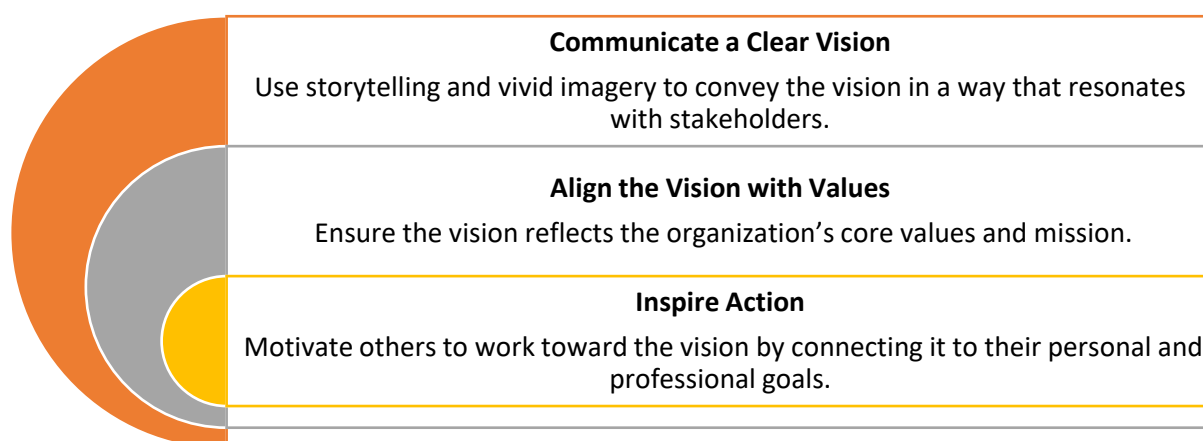 Communicate a Clear Vision
Use storytelling and vivid imagery to convey the vision in a way that resonates
with stakeholders.
Align the Vision with Values
Ensure the vision reflects the organization’s core values and mission.
Inspire Action
Motivate others to work toward the vision by connecting it to their personal and
professional goals.